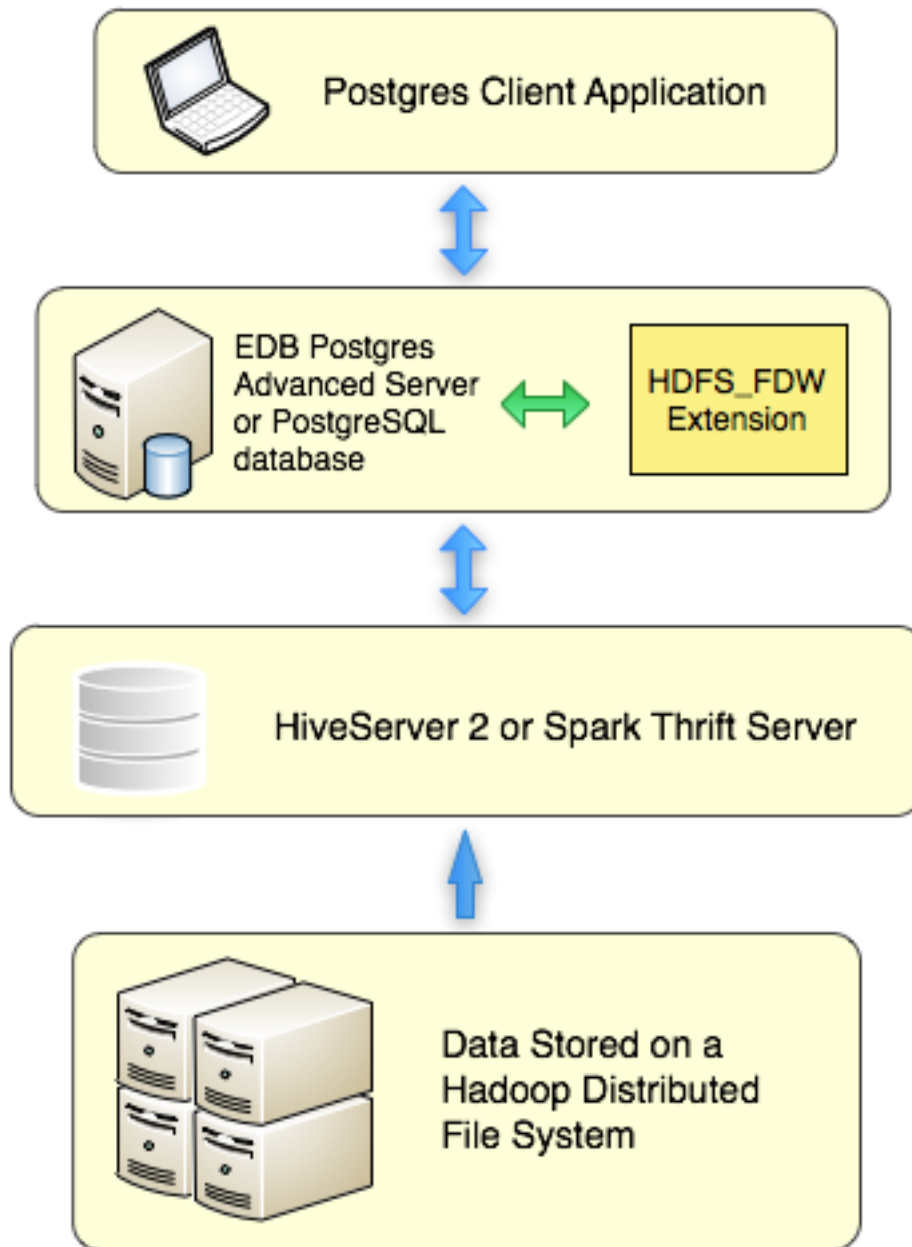 Postgres Client Application
EDB Postgres
Advanced Server
or PostgreSQL
database
HDFS_FDW
Extension
HiveServer 2 or Spark Thrift Server
Data Stored on a
Hadoop Distributed
File System